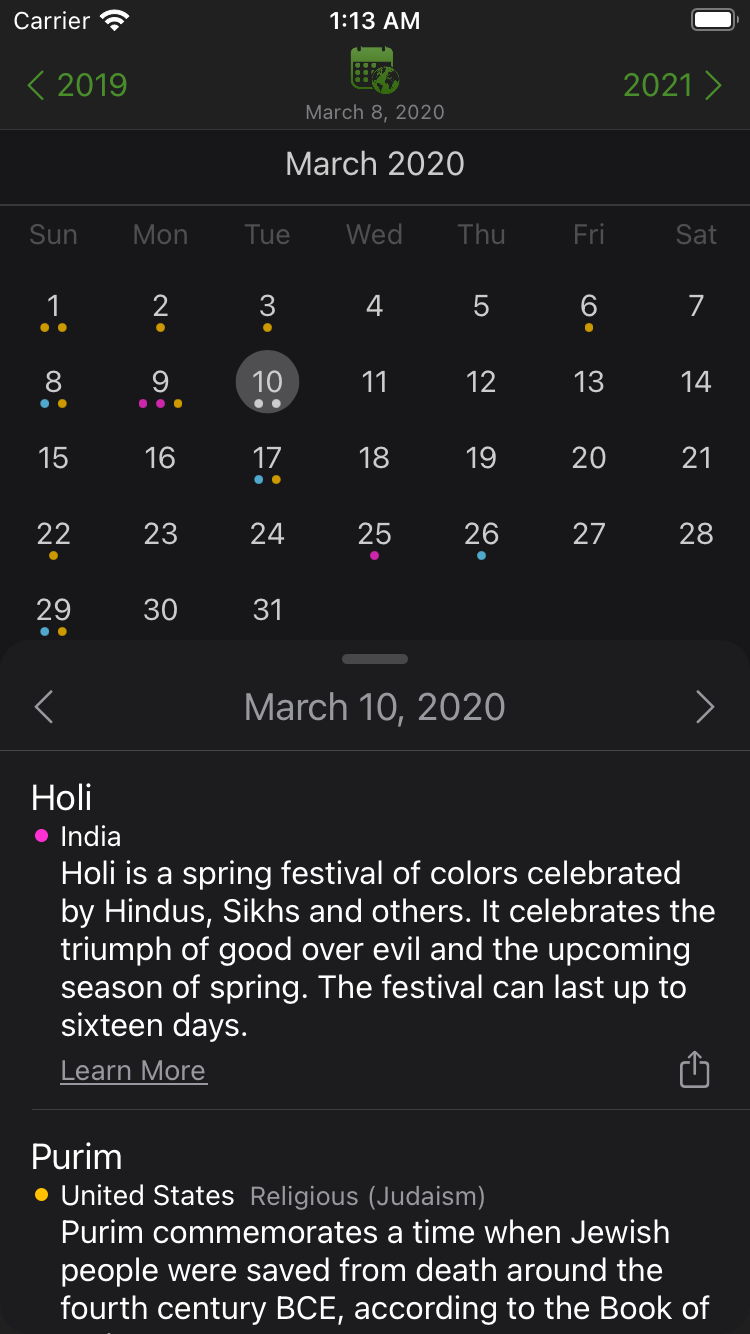 Carrier 1:13 AM
2019 2021
March 8, 2020
March 2020
Sun Mon Tue Wed Thu Fri Sat
1 2 3 4 5 6 7
8 9 10 11 12 13 14
15 16 17 18 19 20 21
22 23 24 25 26 27 28
29 30 31
March 10, 2020
Holi
India
Holi is a spring festival of colors celebrated
by Hindus, Sikhs and others. It celebrates the
triumph of good over evil and the upcoming
season of spring. The festival can last up to
sixteen days.
Learn More
Purim
United States Religious (Judaism)
Purim commemorates a time when Jewish
people were saved from death around the
fourth century BCE, according to the Book of